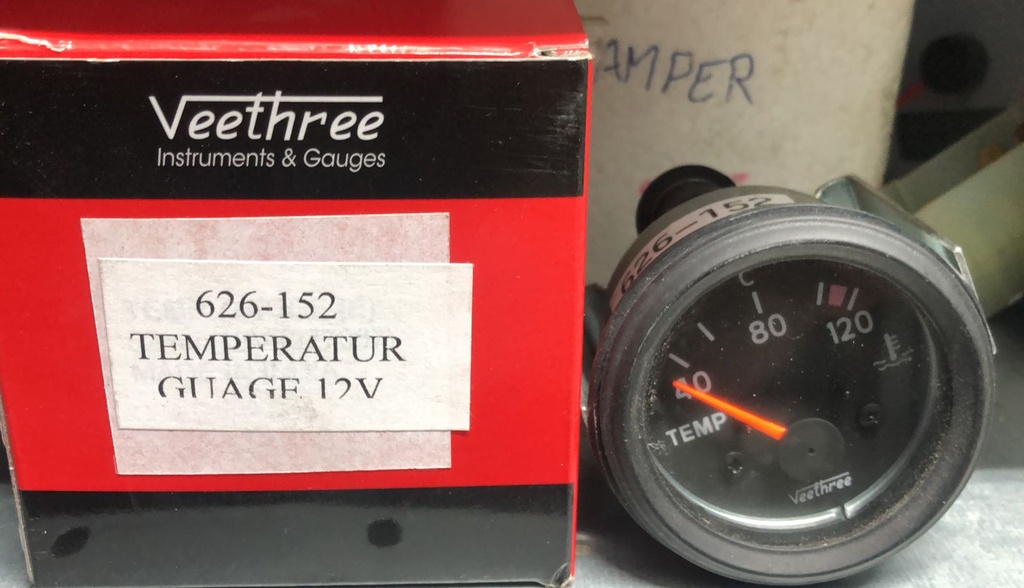 Veethree
Instruments & Gauges
626-152
TEMPERATUR
GUAGE 12V
AMPER
626-152
C
40
80
120
TEMP
Veethree